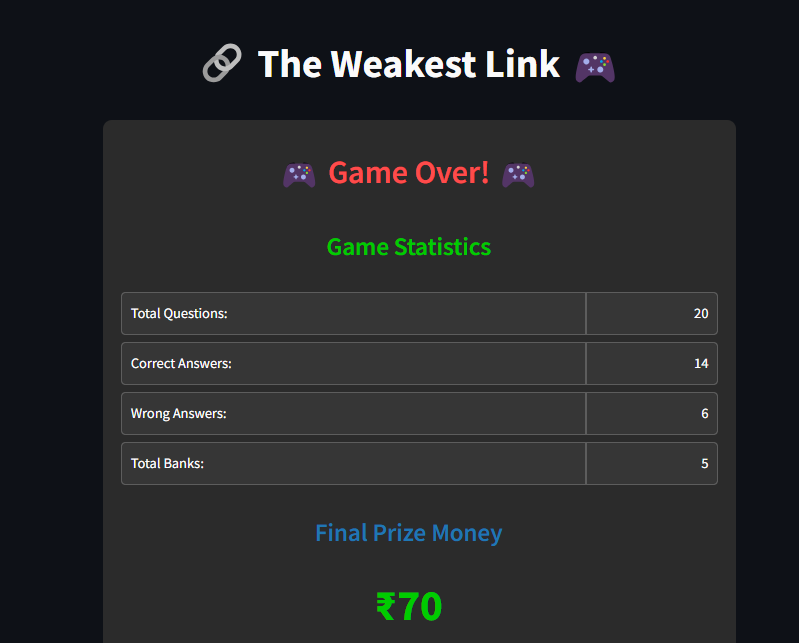 The Weakest Link
Game Over!
Game Statistics
Total Questions: 20
Correct Answers: 14
Wrong Answers: 6
Total Banks: 5
Final Prize Money
₹70